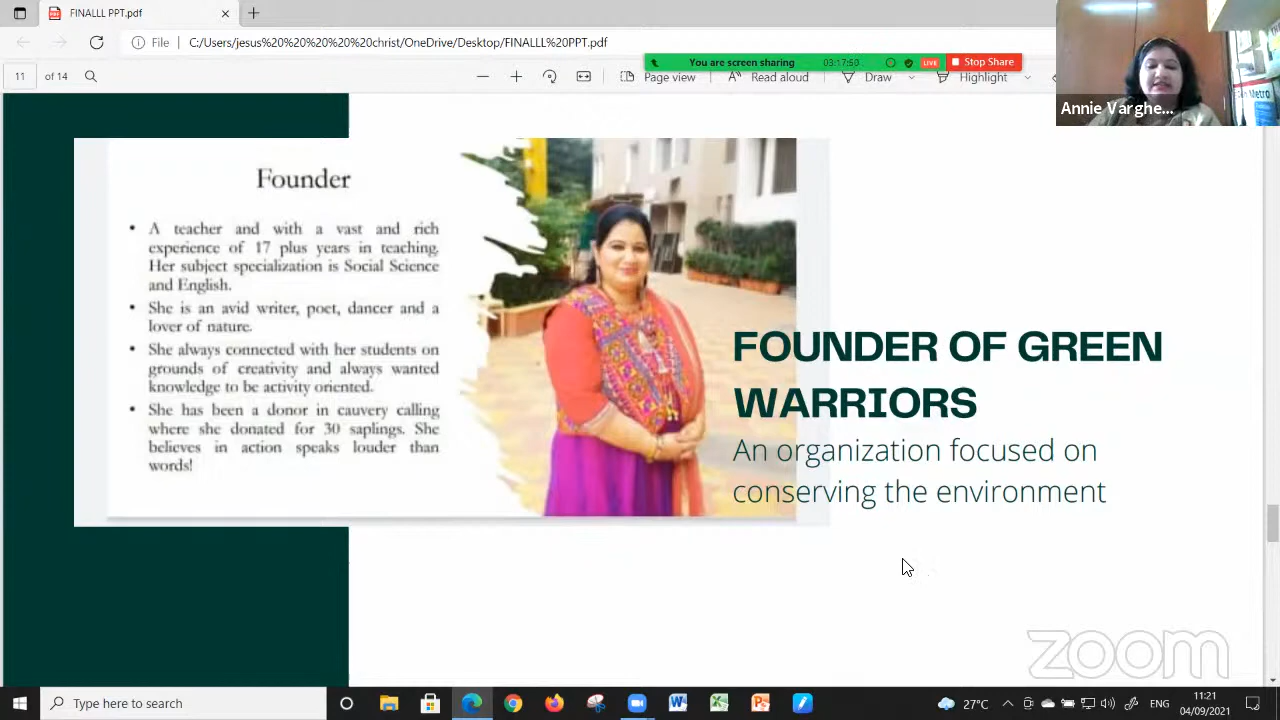 FINALLL PPT.pdf
File
C:/Users/jesus%20%20%20%20%20christ/OneDrive/Desktop/FINALLL%20PPT.pdf
You are screen sharing
LIVE
Stop Share
11
of 14
Page view
Read aloud
Draw
Highlight
Annie Varghe...
Founder
• A teacher and with a vast and rich
experience of 17 plus years in teaching.
Her subject specialization is Social Science
and English.
• She is an avid writer, poet, dancer and a
lover of nature.
• She always connected with her students on
grounds of creativity and always wanted
knowledge to be activity oriented.
• She has been a donor in cauvery calling
where she donated for 30 saplings. She
believes in action speaks louder than
words!
FOUNDER OF GREEN
WARRIORS
An organization focused on
conserving the environment
zoom
Type here to search
27°C
ENG
11:21
04/09/2021